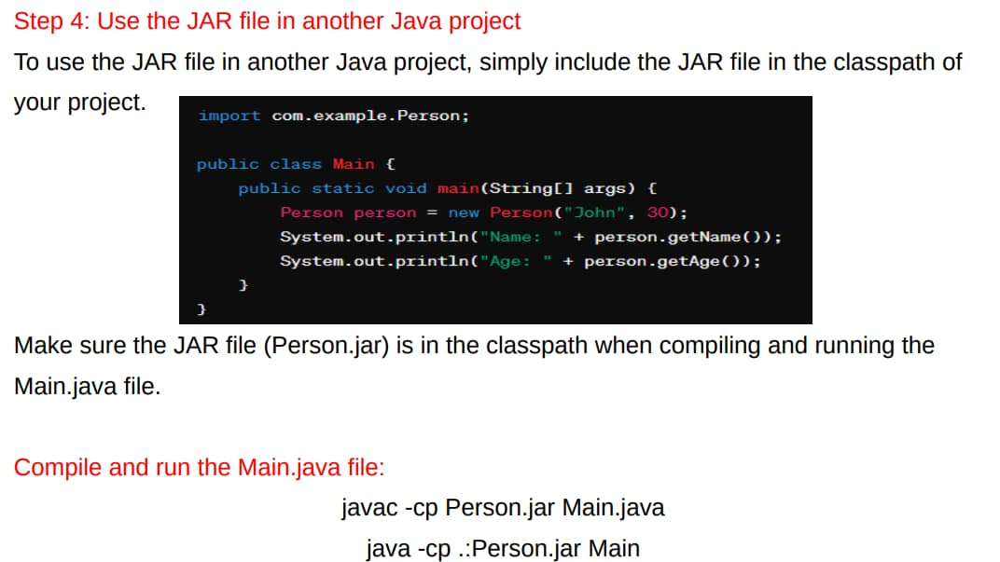 Step 4: Use the JAR file in another Java project
To use the JAR file in another Java project, simply include the JAR file in the classpath of
your project.
import com.example.Person;
public class Main {
public static void main(String[] args) {
Person person = new Person("John", 30);
System.out.println("Name: " + person.getName());
System.out.println("Age: " + person.getAge());
}
}
Make sure the JAR file (Person.jar) is in the classpath when compiling and running the
Main.java file.
Compile and run the Main.java file:
javac -cp Person.jar Main.java
java -cp .:Person.jar Main